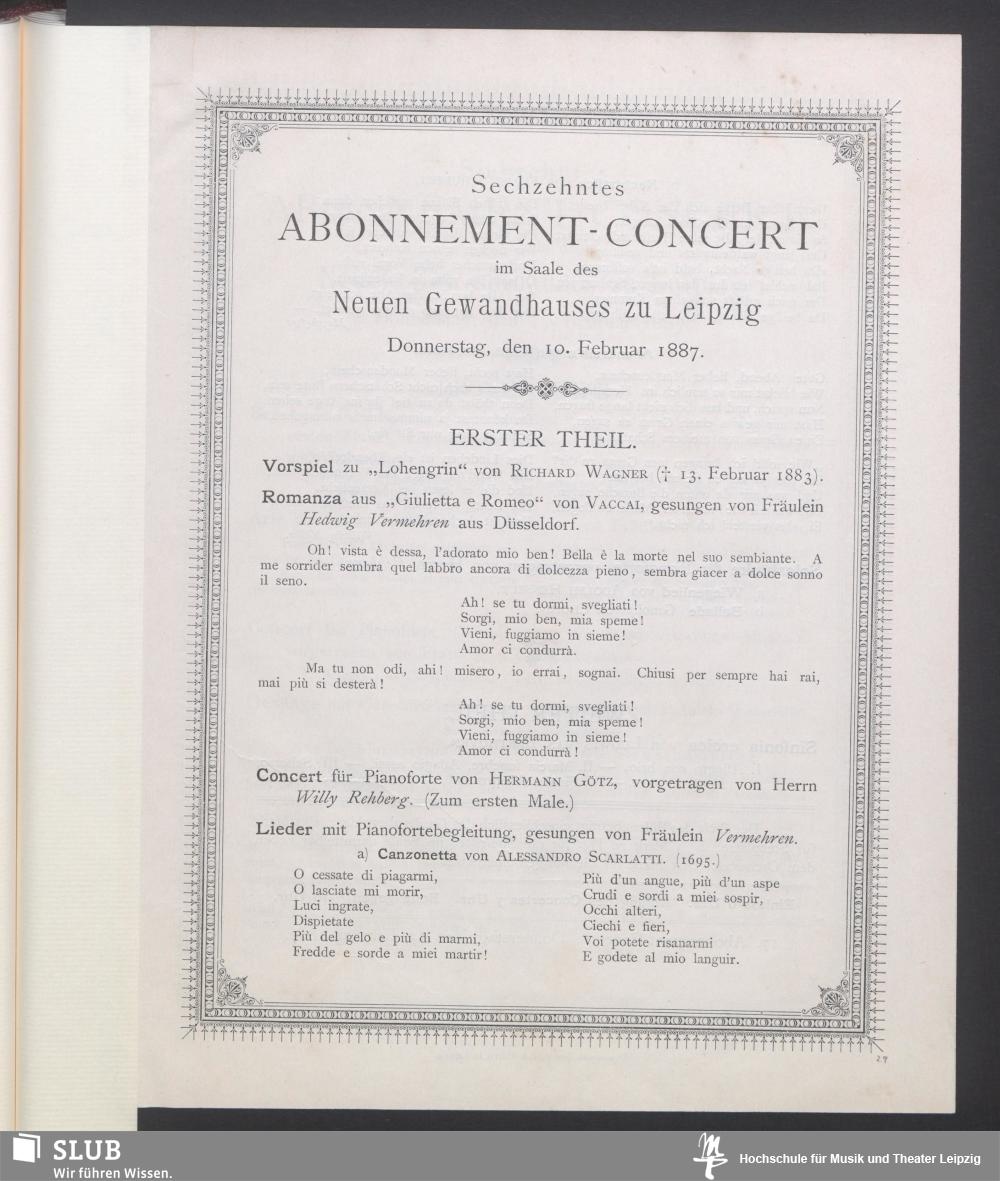 Sechzehntes
ABONNEMENT-CONCERT
im Saale des
Neuen Gewandhauses zu Leipzig
Donnerstag, den 10. Februar 1887.
ERSTER THEIL.
Vorspiel zu „Lohengrin“ von RICHARD WAGNER († 13. Februar 1883).
Romanza aus „Giulietta e Romeo“ von VACCAI, gesungen von Fräulein
Hedwig Vermehren aus Düsseldorf.
Oh! vista è dessa, l'adorato mio ben! Bella è la morte nel suo sembiante. A
me sorrider sembra quel labbro ancora di dolcezza pieno, sembra giacer a dolce sonno
il seno.
Ah! se tu dormi, svegliati!
Sorgi, mio ben, mia speme!
Vieni, fuggiamo in sieme!
Amor ci condurrà.
Ma tu non odi, ahi! misero, io errai, sognai. Chiusi per sempre hai rai,
mai più si desterà!
Ah! se tu dormi, svegliati!
Sorgi, mio ben, mia speme!
Vieni, fuggiamo in sieme!
Amor ci condurrà!
Concert für Pianoforte von HERMANN GÖTZ, vorgetragen von Herrn
Willy Rehberg. (Zum ersten Male.)
Lieder mit Pianofortebegleitung, gesungen von Fräulein Vermehren.
a) Canzonetta von ALESSANDRO SCARLATTI. (1695.)
O cessate di piagarmi,
O lasciate mi morir,
Luci ingrate,
Dispietate
Più del gelo e più di marmi,
Fredde e sorde a miei martir!
Più d'un angue, più d'un aspe
Crudi e sordi a miei sospir,
Occhi alteri,
Ciechi e fieri,
Voi potete risanarmi
E godete al mio languir.
29
SLUB
Wir führen Wissen.
Hochschule für Musik und Theater Leipzig